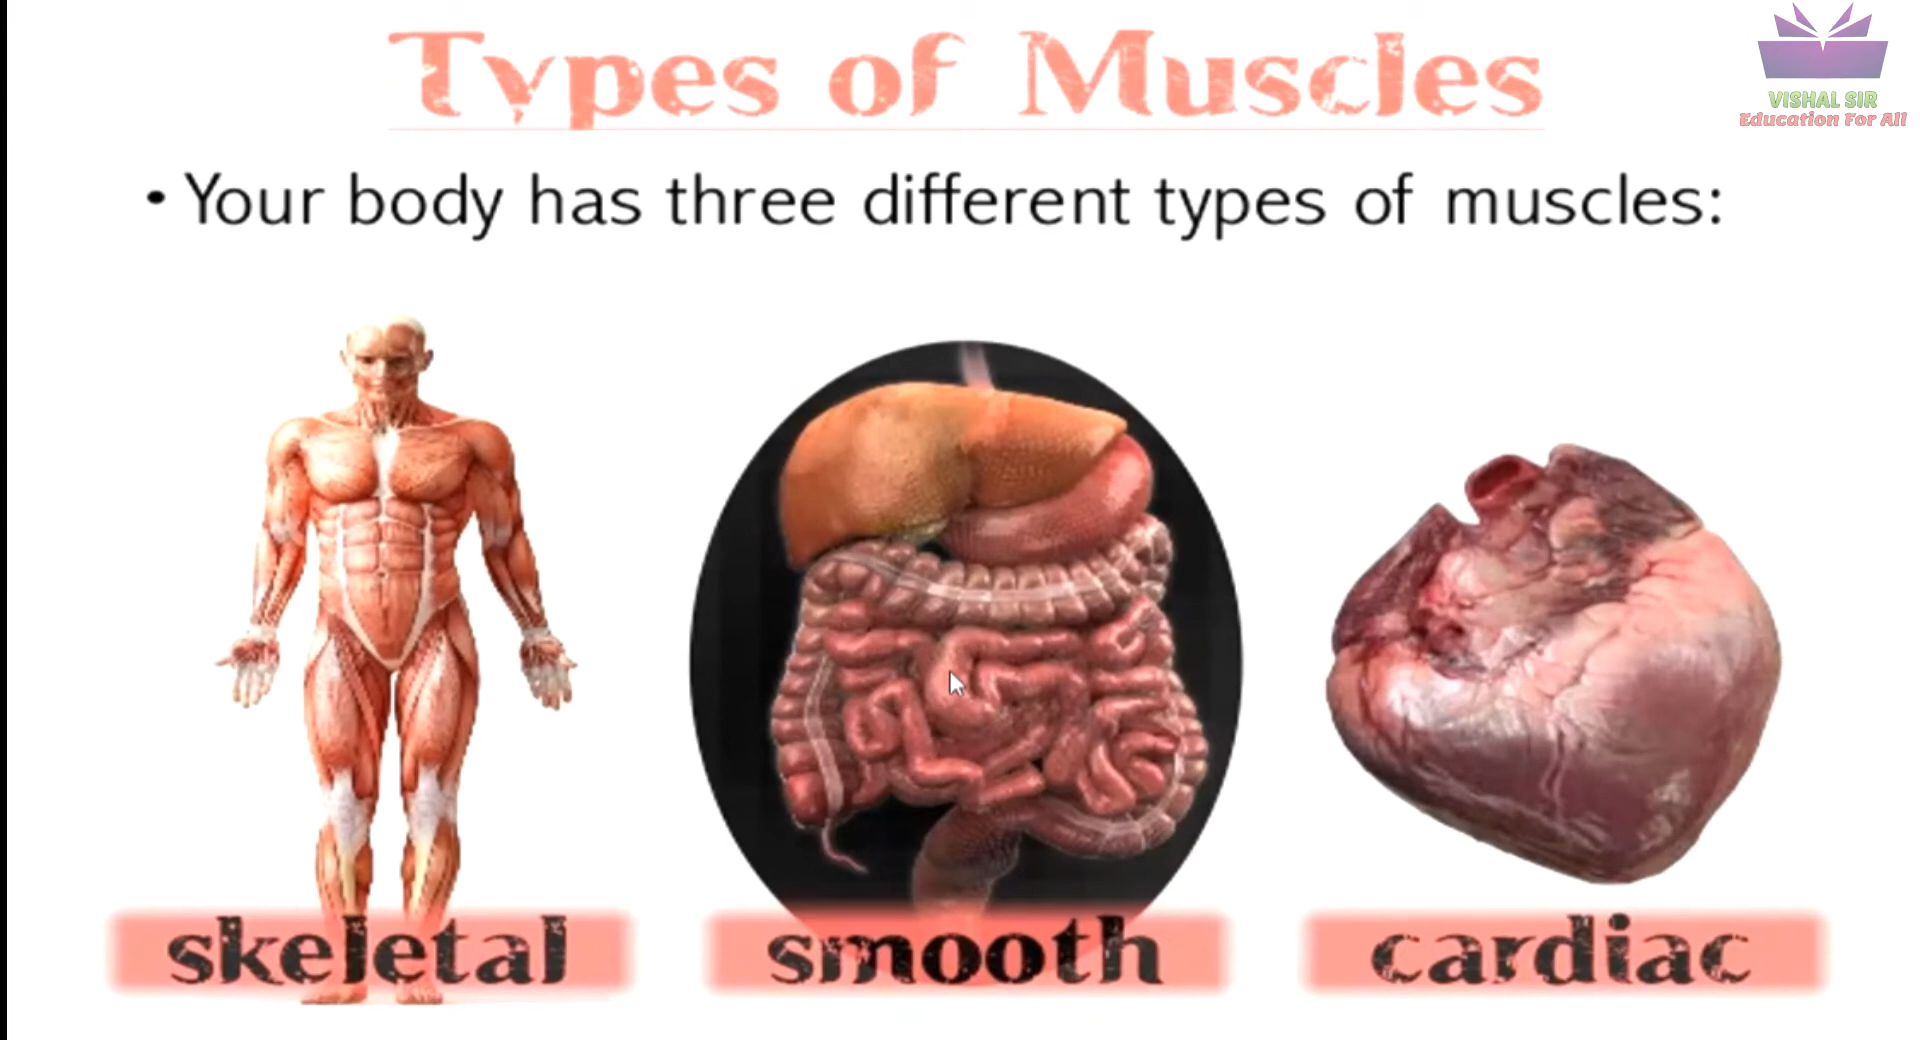 Types of Muscles
VISHAL SIR
Education For All
• Your body has three different types of muscles:
skeletal
smooth
cardiac